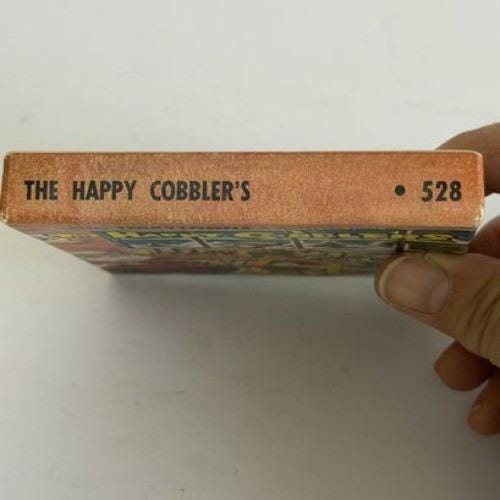 THE HAPPY COBBLER'S • 528